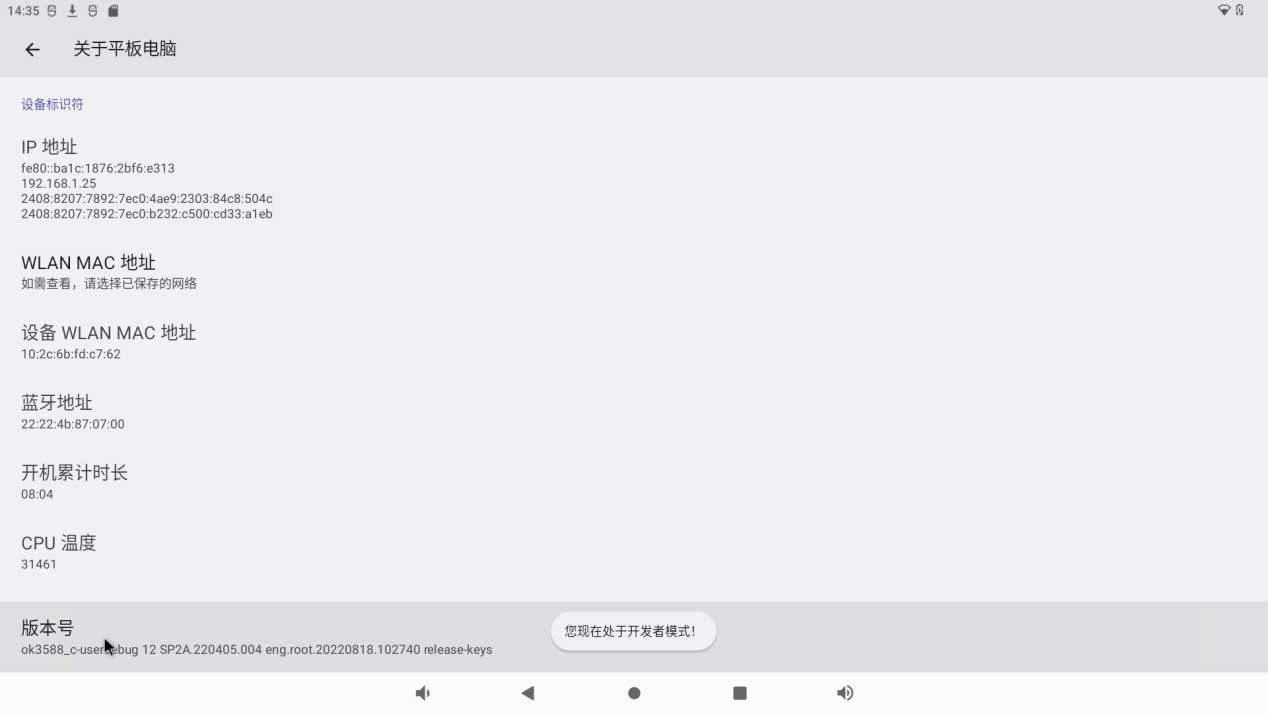 14:35
关于平板电脑
设备标识符
IP 地址
fe80::ba1c:1876:2bf6:e313
192.168.1.25
2408:8207:7892:7ec0:4ae9:2303:84c8:504c
2408:8207:7892:7ec0:b232:c500:cd33:a1eb
WLAN MAC 地址
如需查看，请选择已保存的网络
设备 WLAN MAC 地址
10:2c:6b:fd:c7:62
蓝牙地址
22:22:4b:87:07:00
开机累计时长
08:04
CPU 温度
31461
版本号
ok3588_c-userdebug 12 SP2A.220405.004 eng.root.20220818.102740 release-keys
您现在处于开发者模式！